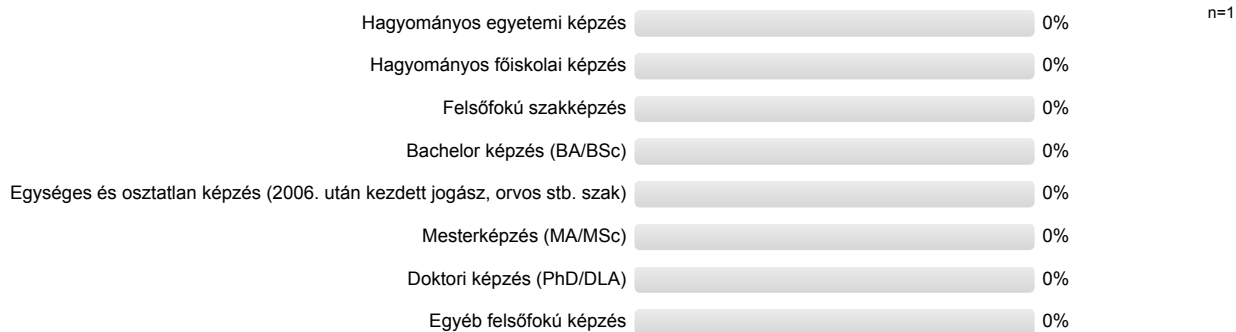 Hagyományos egyetemi képzés 0% n=1
Hagyományos főiskolai képzés 0%
Felsőfokú szakképzés 0%
Bachelor képzés (BA/BSc) 0%
Egységes és osztatlan képzés (2006. után kezdett jogász, orvos stb. szak) 0%
Mesterképzés (MA/MSc) 0%
Doktori képzés (PhD/DLA) 0%
Egyéb felsőfokú képzés 0%